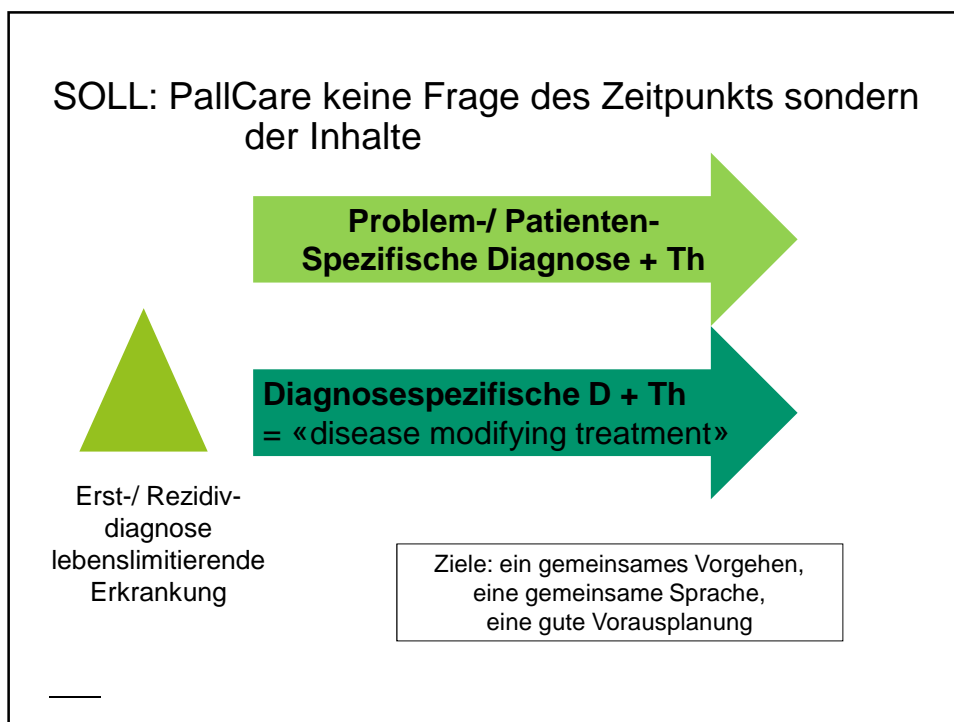 SOLL: PallCare keine Frage des Zeitpunkts sondern
der Inhalte
Problem-/ Patienten-
Spezifische Diagnose + Th
Diagnosespezifische D + Th
= «disease modifying treatment»
Erst-/ Rezidiv-
diagnose
lebenslimitierende
Erkrankung
Ziele: ein gemeinsames Vorgehen,
eine gemeinsame Sprache,
eine gute Vorausplanung